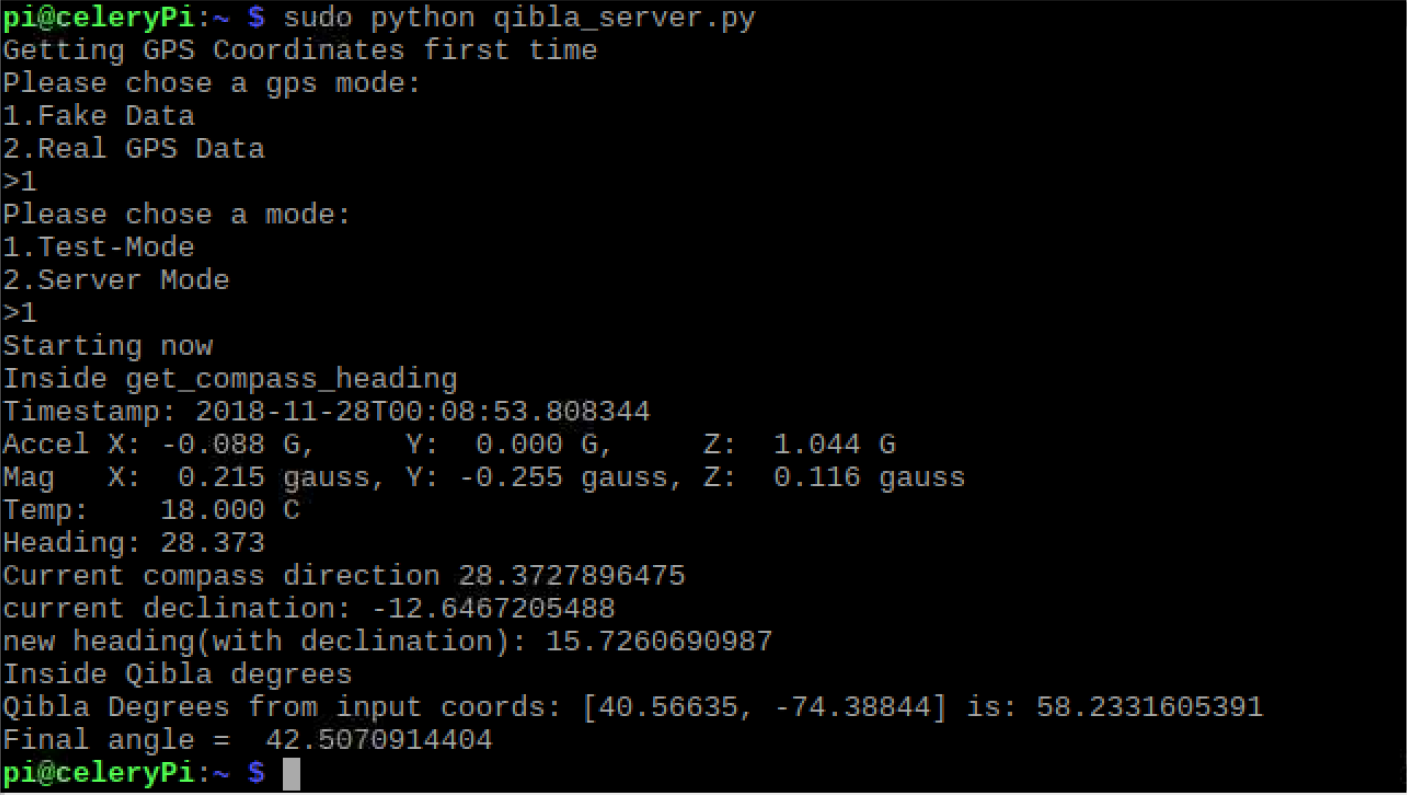 pi@celeryPi:~ $ sudo python qibla_server.py
Getting GPS Coordinates first time
Please chose a gps mode:
1.Fake Data
2.Real GPS Data
>1
Please chose a mode:
1.Test-Mode
2.Server Mode
>1
Starting now
Inside get_compass_heading
Timestamp: 2018-11-28T00:08:53.808344
Accel X: -0.088 G,     Y:  0.000 G,     Z:  1.044 G
Mag   X:  0.215 gauss, Y: -0.255 gauss, Z:  0.116 gauss
Temp:    18.000 C
Heading: 28.373
Current compass direction 28.3727896475
current declination: -12.6467205488
new heading(with declination): 15.7260690987
Inside Qibla degrees
Qibla Degrees from input coords: [40.56635, -74.38844] is: 58.2331605391
Final angle =  42.5070914404
pi@celeryPi:~ $